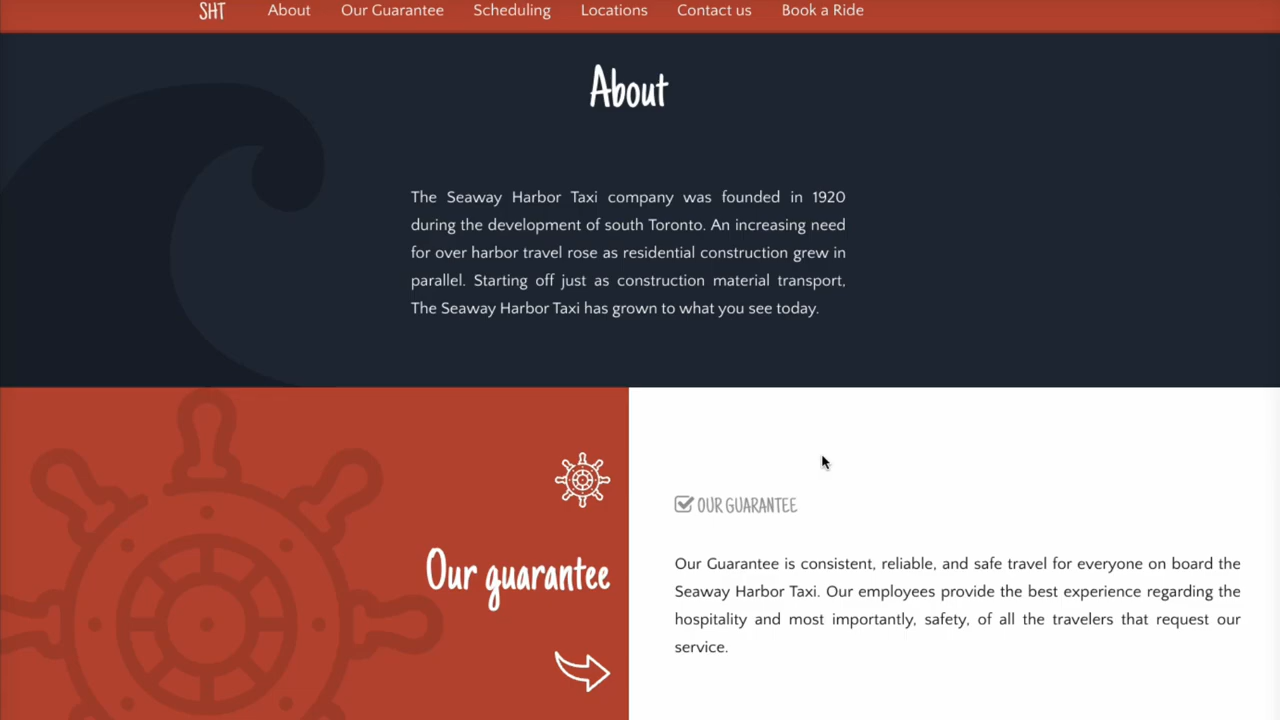 SHT About Our Guarantee Scheduling Locations Contact us Book a Ride
About
The Seaway Harbor Taxi company was founded in 1920
during the development of south Toronto. An increasing need
for over harbor travel rose as residential construction grew in
parallel. Starting off just as construction material transport,
The Seaway Harbor Taxi has grown to what you see today.
Our guarantee
OUR GUARANTEE
Our Guarantee is consistent, reliable, and safe travel for everyone on board the
Seaway Harbor Taxi. Our employees provide the best experience regarding the
hospitality and most importantly, safety, of all the travelers that request our
service.